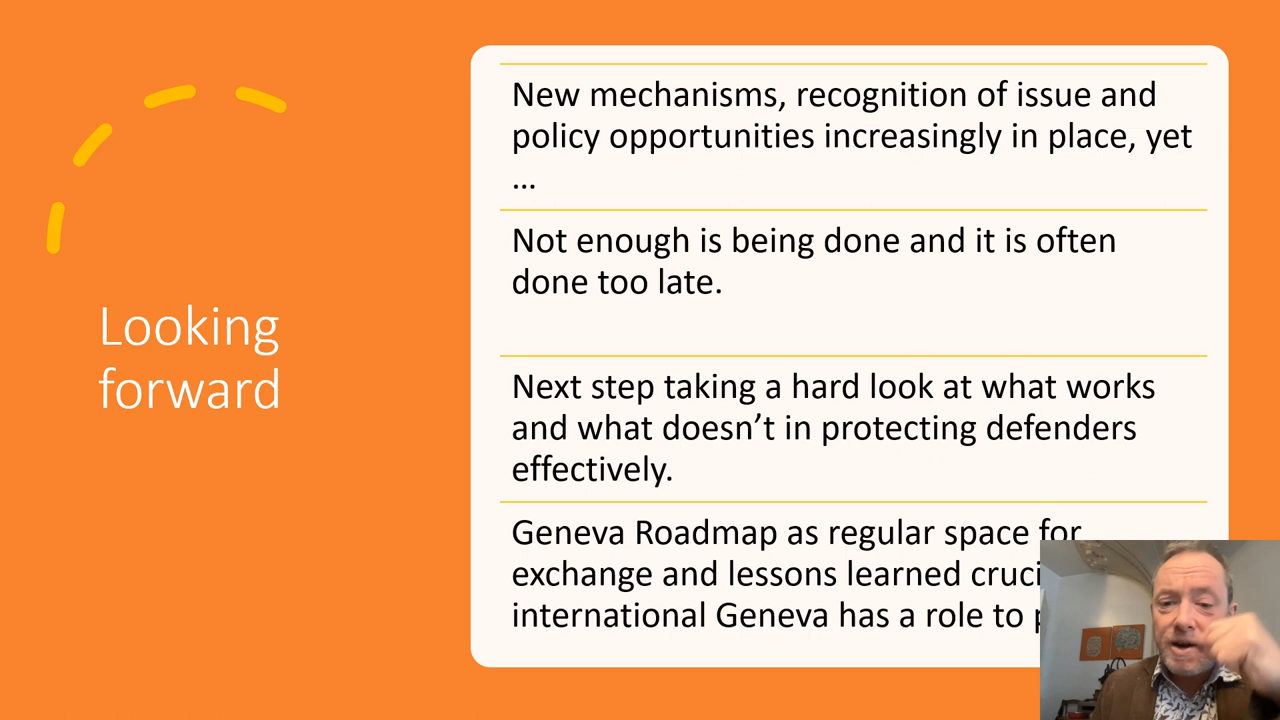 Looking
forward
New mechanisms, recognition of issue and
policy opportunities increasingly in place, yet
…
Not enough is being done and it is often
done too late.
Next step taking a hard look at what works
and what doesn’t in protecting defenders
effectively.
Geneva Roadmap as regular space for
exchange and lessons learned
international Geneva has a role to